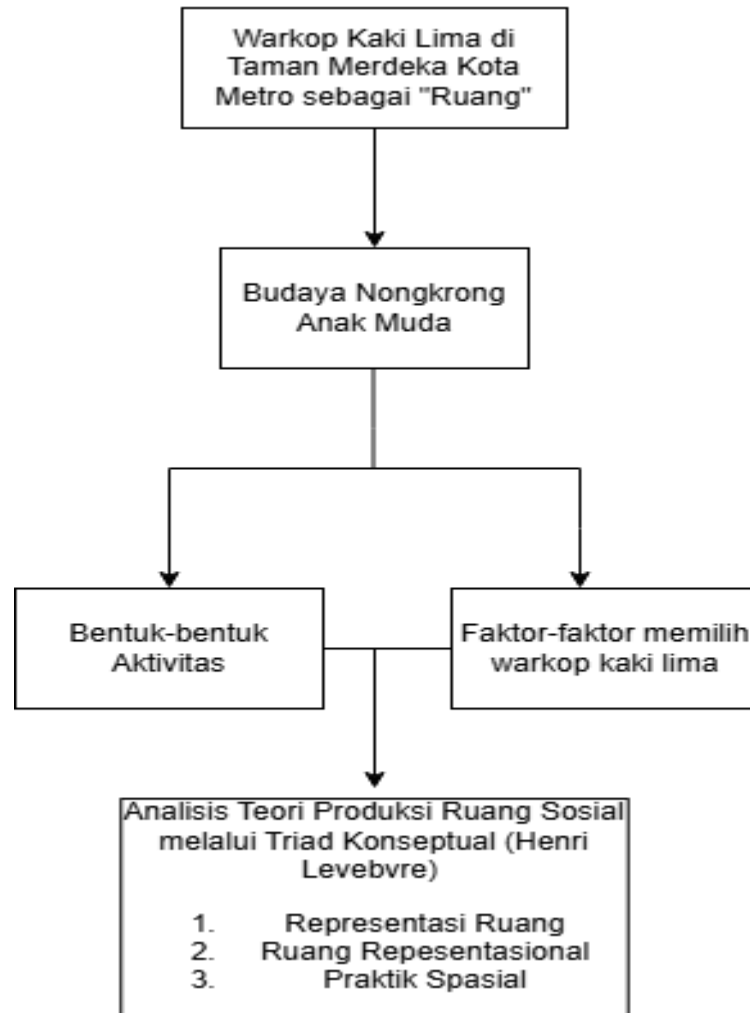 Warkop Kaki Lima di
Taman Merdeka Kota
Metro sebagai "Ruang"
Budaya Nongkrong
Anak Muda
Bentuk-bentuk
Aktivitas
Faktor-faktor memilih
warkop kaki lima
Analisis Teori Produksi Ruang Sosial
melalui Triad Konseptual (Henri
Levebvre)
1. Representasi Ruang
2. Ruang Repesentasional
3. Praktik Spasial